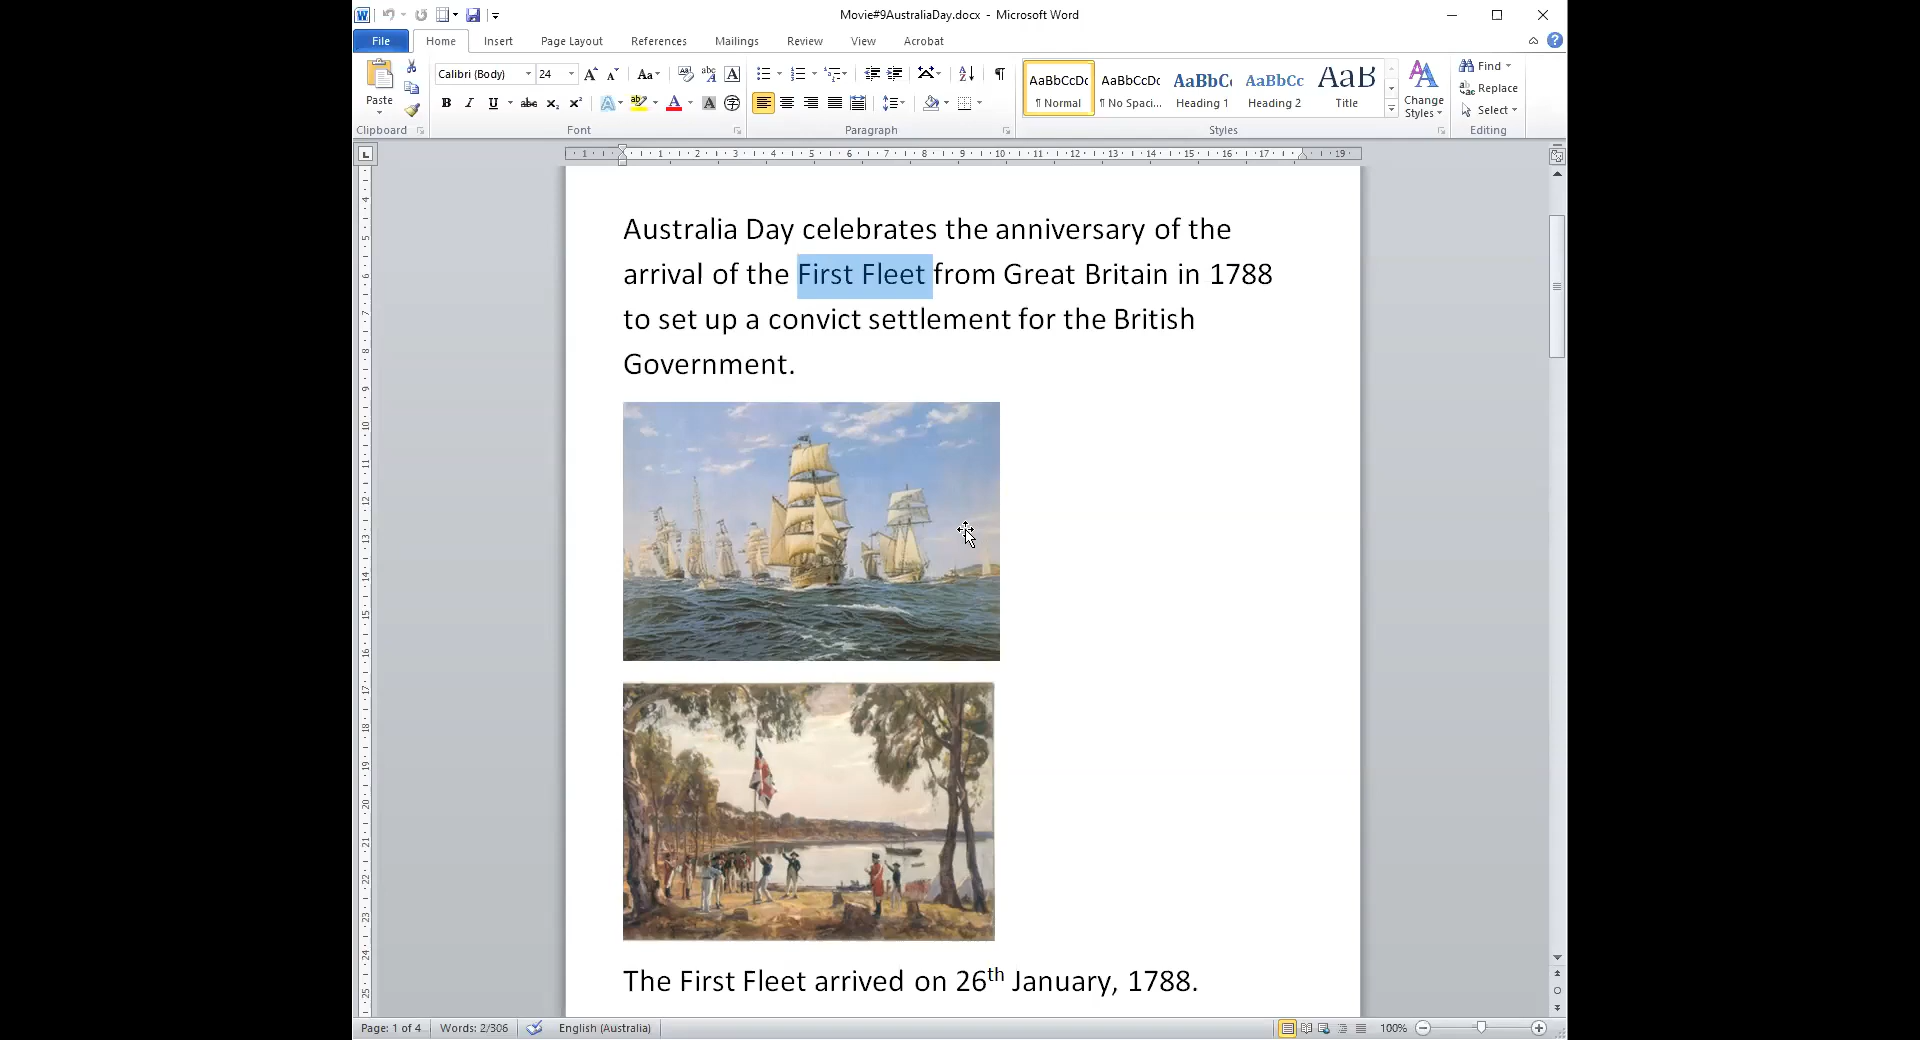 Movie#9AustraliaDay.docx - Microsoft Word
File Home Insert Page Layout References Mailings Review View Acrobat
Calibri (Body) 24
AaBbCcDc AaBbCcDc AaBbC AaBbCc AaB
Find
Replace
Select
Paste
¶ Normal ¶ No Spaci... Heading 1 Heading 2 Title
Change Styles
Clipboard Font Paragraph Styles Editing
Australia Day celebrates the anniversary of the
arrival of the First Fleet from Great Britain in 1788
to set up a convict settlement for the British
Government.
The First Fleet arrived on 26th January, 1788.
Page: 1 of 4 Words: 2/306 English (Australia) 100%